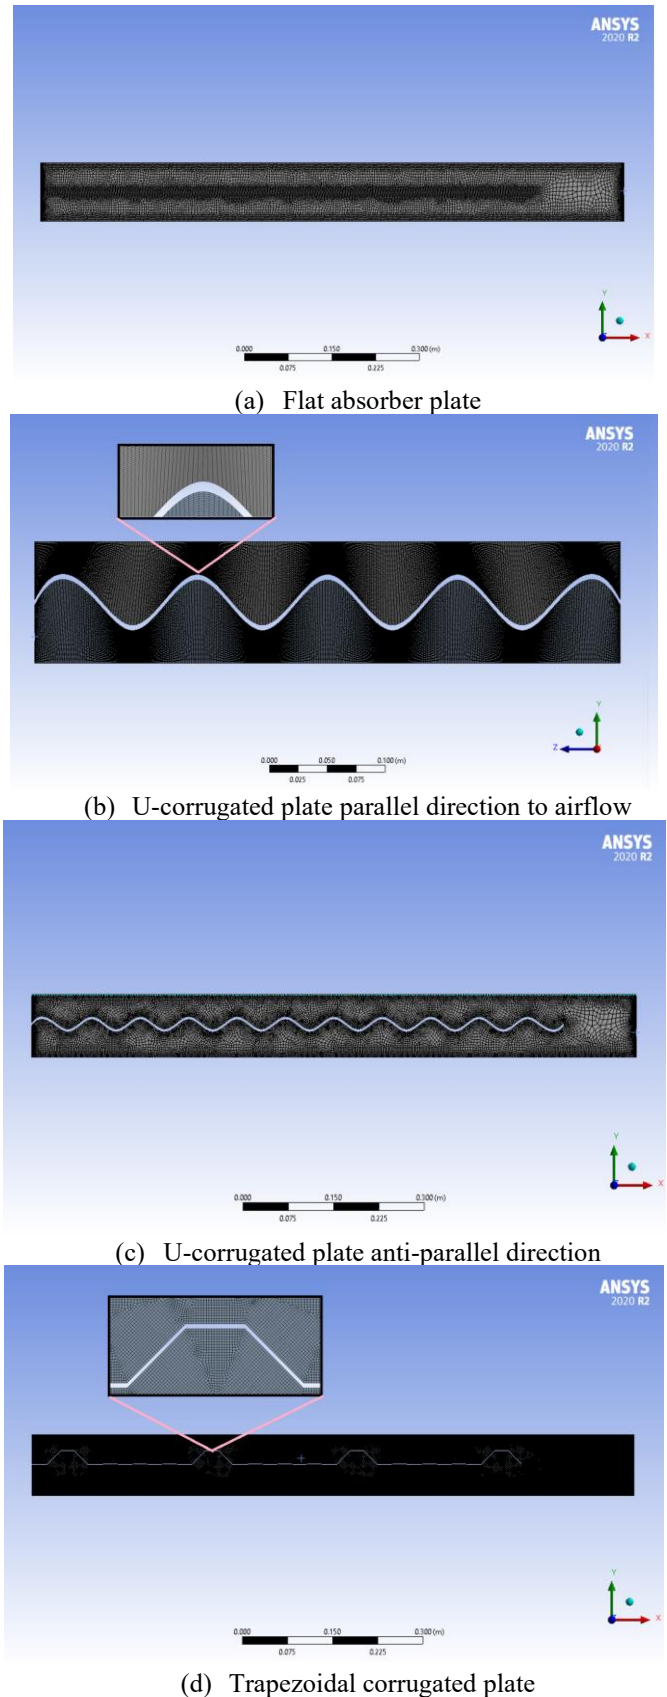 ANSYS
2020 R2
Y
X
0.000 0.150 0.300 (m)
0.075 0.225
(a) Flat absorber plate
ANSYS
2020 R2
Y
Z
0.000 0.050 0.100 (m)
0.025 0.075
(b) U-corrugated plate parallel direction to airflow
ANSYS
2020 R2
Y
X
0.000 0.150 0.300 (m)
0.075 0.225
(c) U-corrugated plate anti-parallel direction
ANSYS
2020 R2
Y
X
0.000 0.150 0.300 (m)
0.075 0.225
(d) Trapezoidal corrugated plate